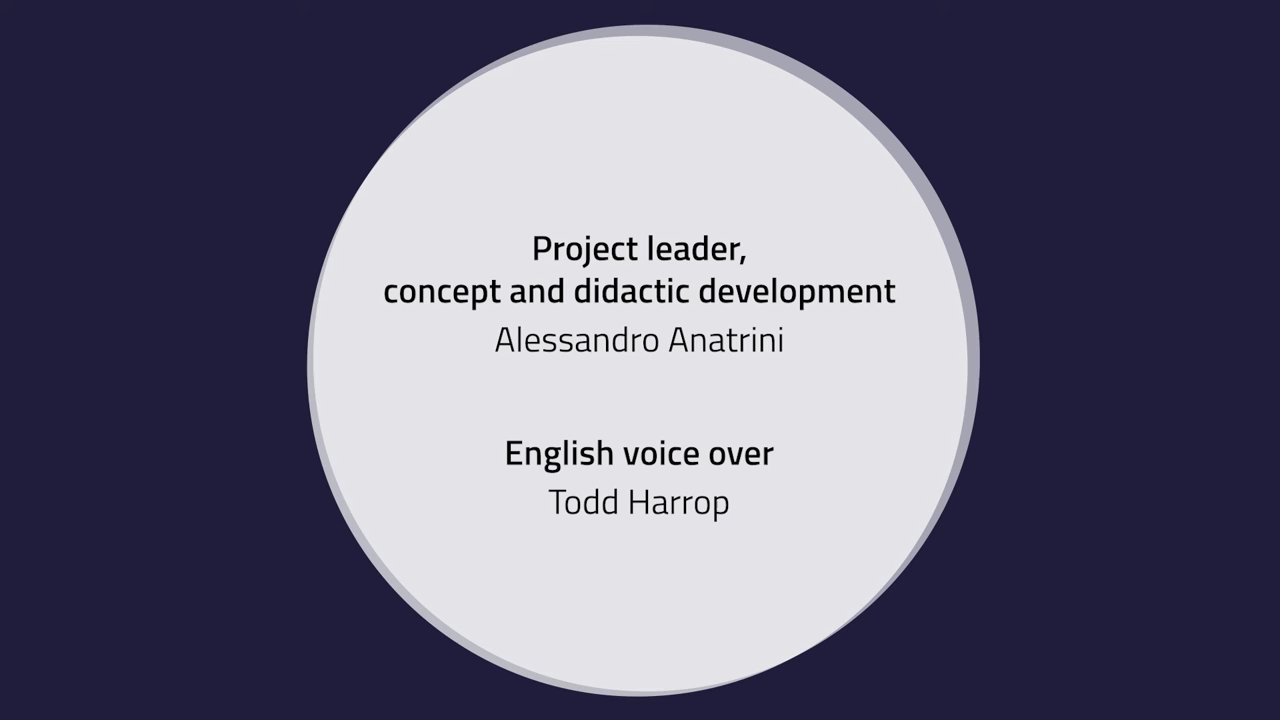 Project leader,
concept and didactic development
Alessandro Anatrini
English voice over
Todd Harrop